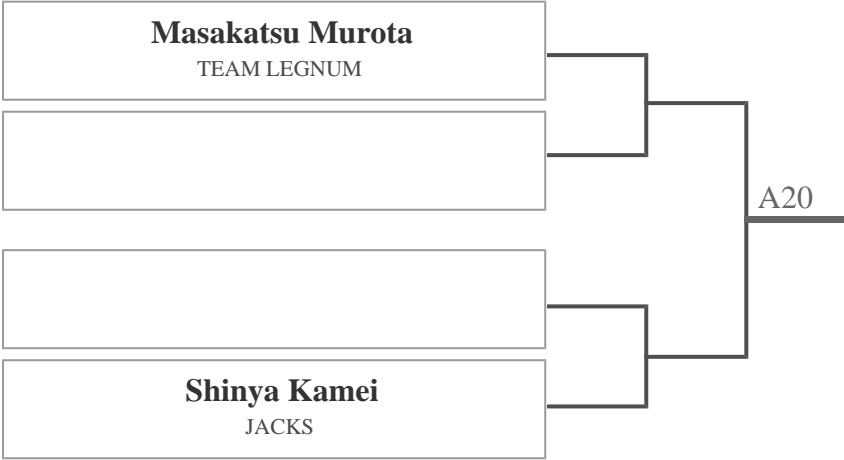 Masakatsu Murota
TEAM LEGNUM
A20
Shinya Kamei
JACKS